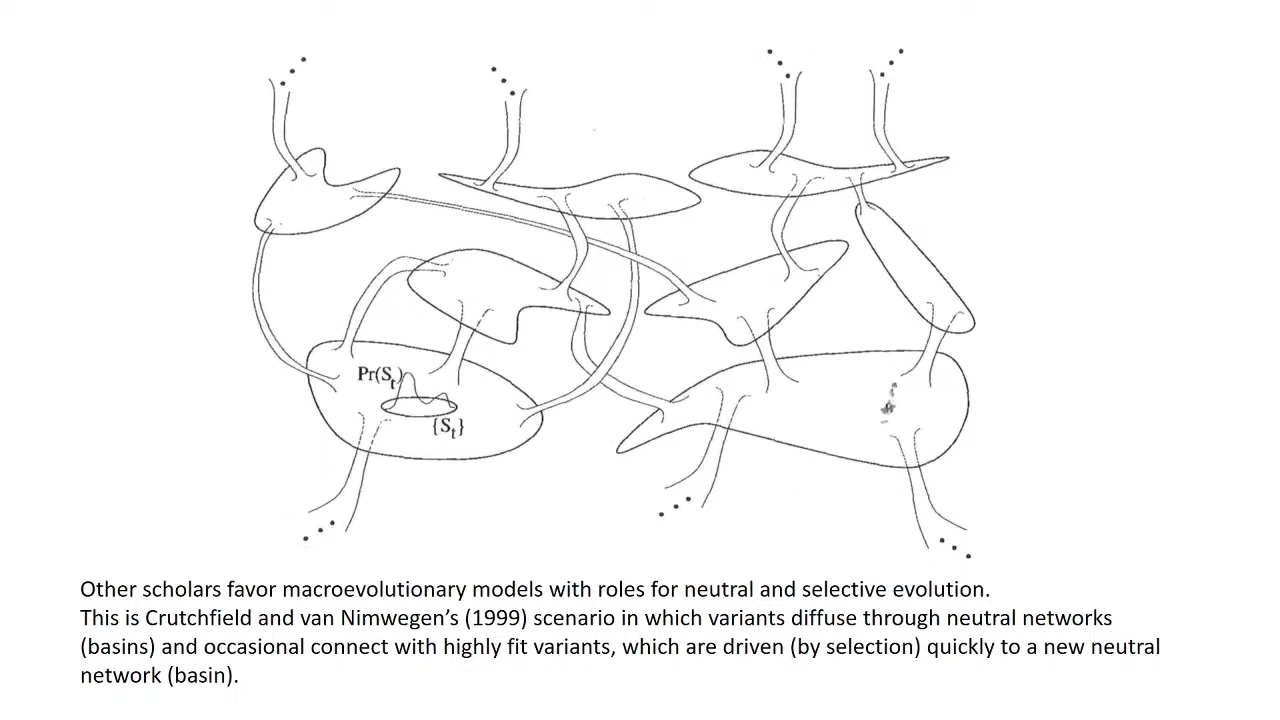 Pr(St)
{St}
Other scholars favor macroevolutionary models with roles for neutral and selective evolution.
This is Crutchfield and van Nimwegen’s (1999) scenario in which variants diffuse through neutral networks
(basins) and occasional connect with highly fit variants, which are driven (by selection) quickly to a new neutral
network (basin).